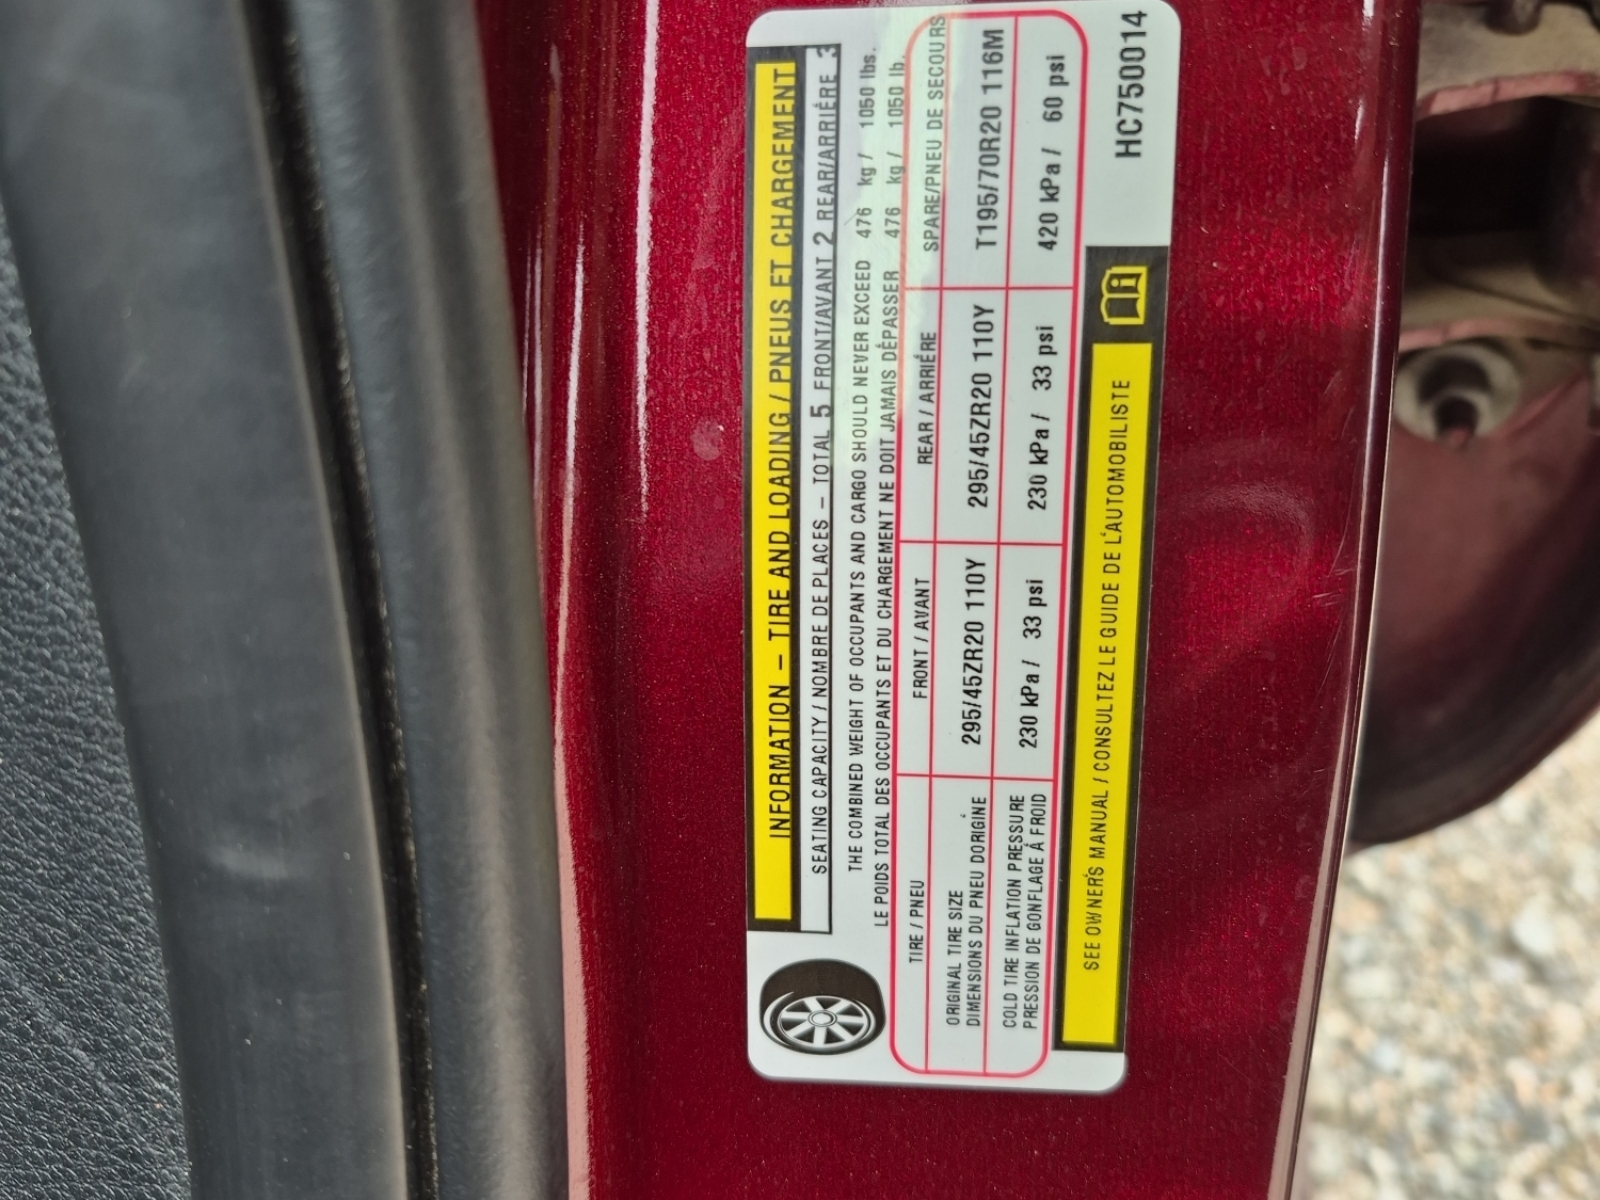 INFORMATION – TIRE AND LOADING / PNEUS ET CHARGEMENT
SEATING CAPACITY / NOMBRE DE PLACES – TOTAL 5 FRONT/AVANT 2 REAR/ARRIÉRE 3
THE COMBINED WEIGHT OF OCCUPANTS AND CARGO SHOULD NEVER EXCEED 476 kg / 1050 lbs.
LE POIDS TOTAL DES OCCUPANTS ET DU CHARGEMENT NE DOIT JAMAIS DÉPASSER 476 kg / 1050 lb.
TIRE / PNEU FRONT / AVANT REAR / ARRIÉRE SPARE/PNEU DE SECOURS
ORIGINAL TIRE SIZE
DIMENSIONS DU PNEU DORIGINE 295/45ZR20 110Y 295/45ZR20 110Y T195/70R20 116M
COLD TIRE INFLATION PRESSURE
PRESSION DE GONFLAGE Á FROID 230 kPa / 33 psi 230 kPa / 33 psi 420 kPa / 60 psi
SEE OWNER'S MANUAL / CONSULTEZ LE GUIDE DE L'AUTOMOBILISTE
HC750014